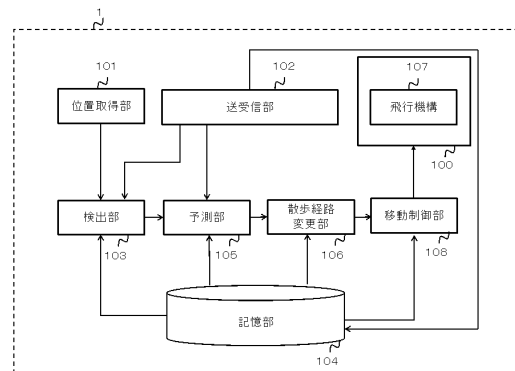 1
101
位置取得部
102
送受信部
107
飛行機構
100
検出部
103
予測部
105
散歩経路
変更部
106
移動制御部
108
記憶部
104